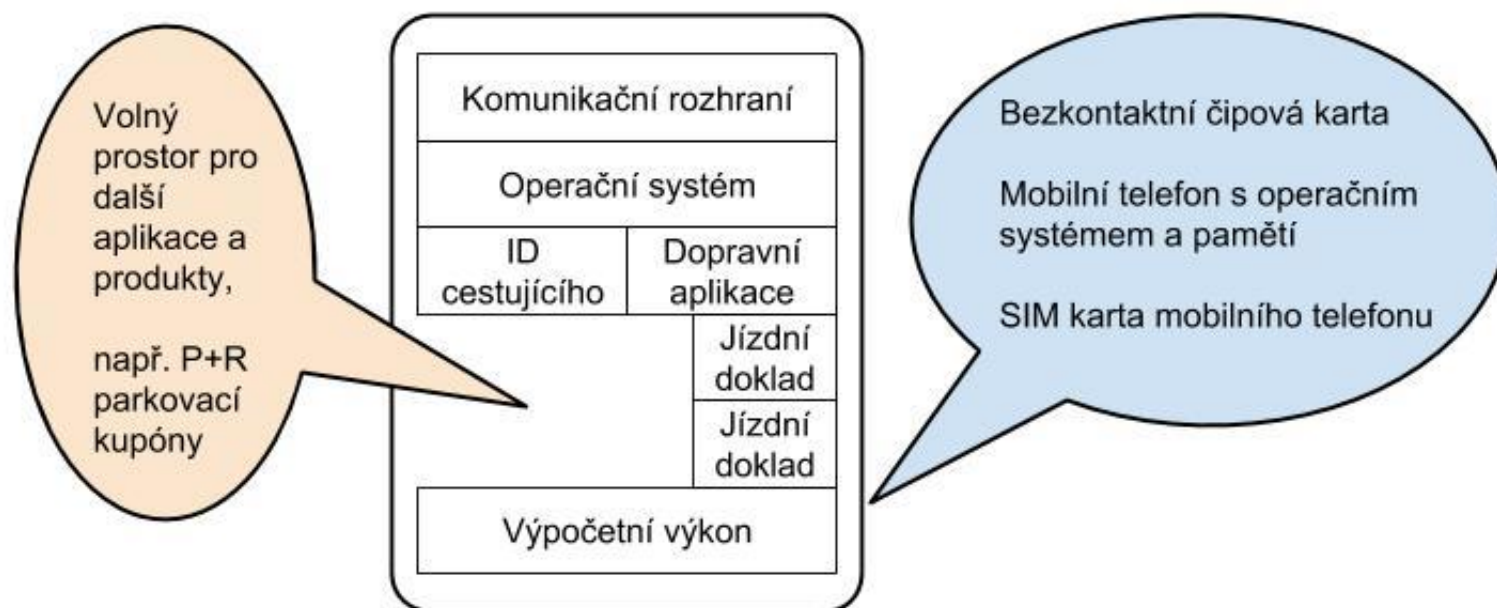 Volný
prostor pro
další
aplikace a
produkty,
např. P+R
parkovací
kupóny
Komunikační rozhraní
Operační systém
ID
cestujícího
Dopravní
aplikace
Jízdní
doklad
Jízdní
doklad
Výpočetní výkon
Bezkontaktní čipová karta
Mobilní telefon s operačním
systémem a pamětí
SIM karta mobilního telefonu